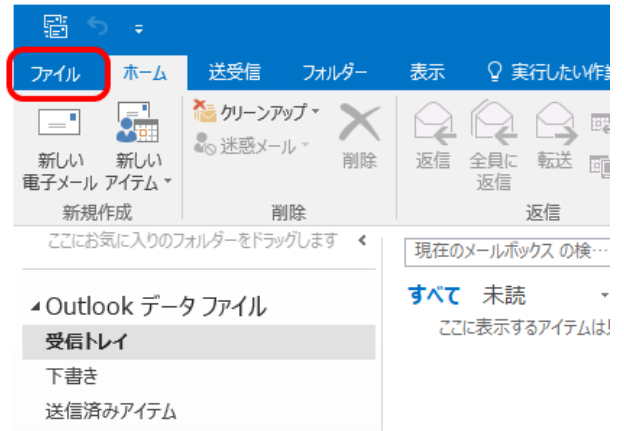 ファイル ホーム 送受信 フォルダー 表示 実行したい作業
クリーンアップ
迷惑メール
新しい 電子メール
新しい アイテム
削除
返信
全員に 返信
転送
新規作成 削除 返信
ここにお気に入りのフォルダーをドラッグします
現在のメールボックス の検…
すべて 未読
ここに表示するアイテムは
Outlook データ ファイル
受信トレイ
下書き
送信済みアイテム